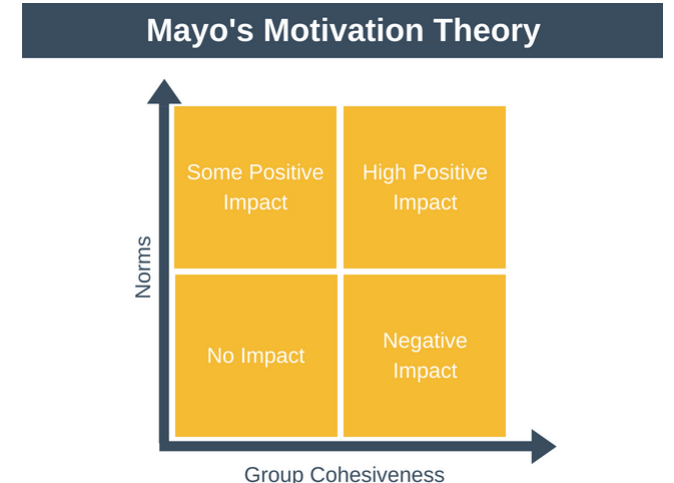 Mayo's Motivation Theory
Some Positive
Impact
High Positive
Impact
Norms
No Impact
Negative
Impact
Group Cohesiveness